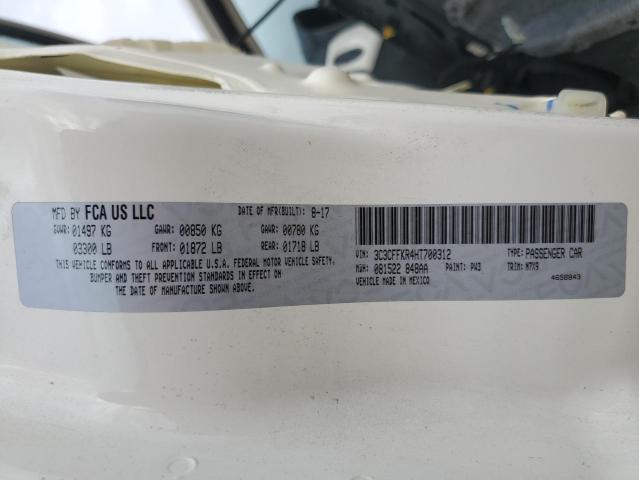 MFD BY FCA US LLC DATE OF MFR(BUILT): 8-17
GVWR: 01497 KG GAWR: 00850 KG GAWR: 00780 KG
03300 LB FRONT: 01872 LB REAR: 01718 LB
THIS VEHICLE CONFORMS TO ALL APPLICABLE U.S.A. FEDERAL MOTOR VEHICLE SAFETY,
BUMPER AND THEFT PREVENTION STANDARDS IN EFFECT ON
THE DATE OF MANUFACTURE SHOWN ABOVE.
VIN: 3C3CFFKR4HT700312 TYPE: PASSENGER CAR
MDH: 081522 848AA PAINT: PW3 TRIM: N7X9
VEHICLE MADE IN MEXICO 4658843